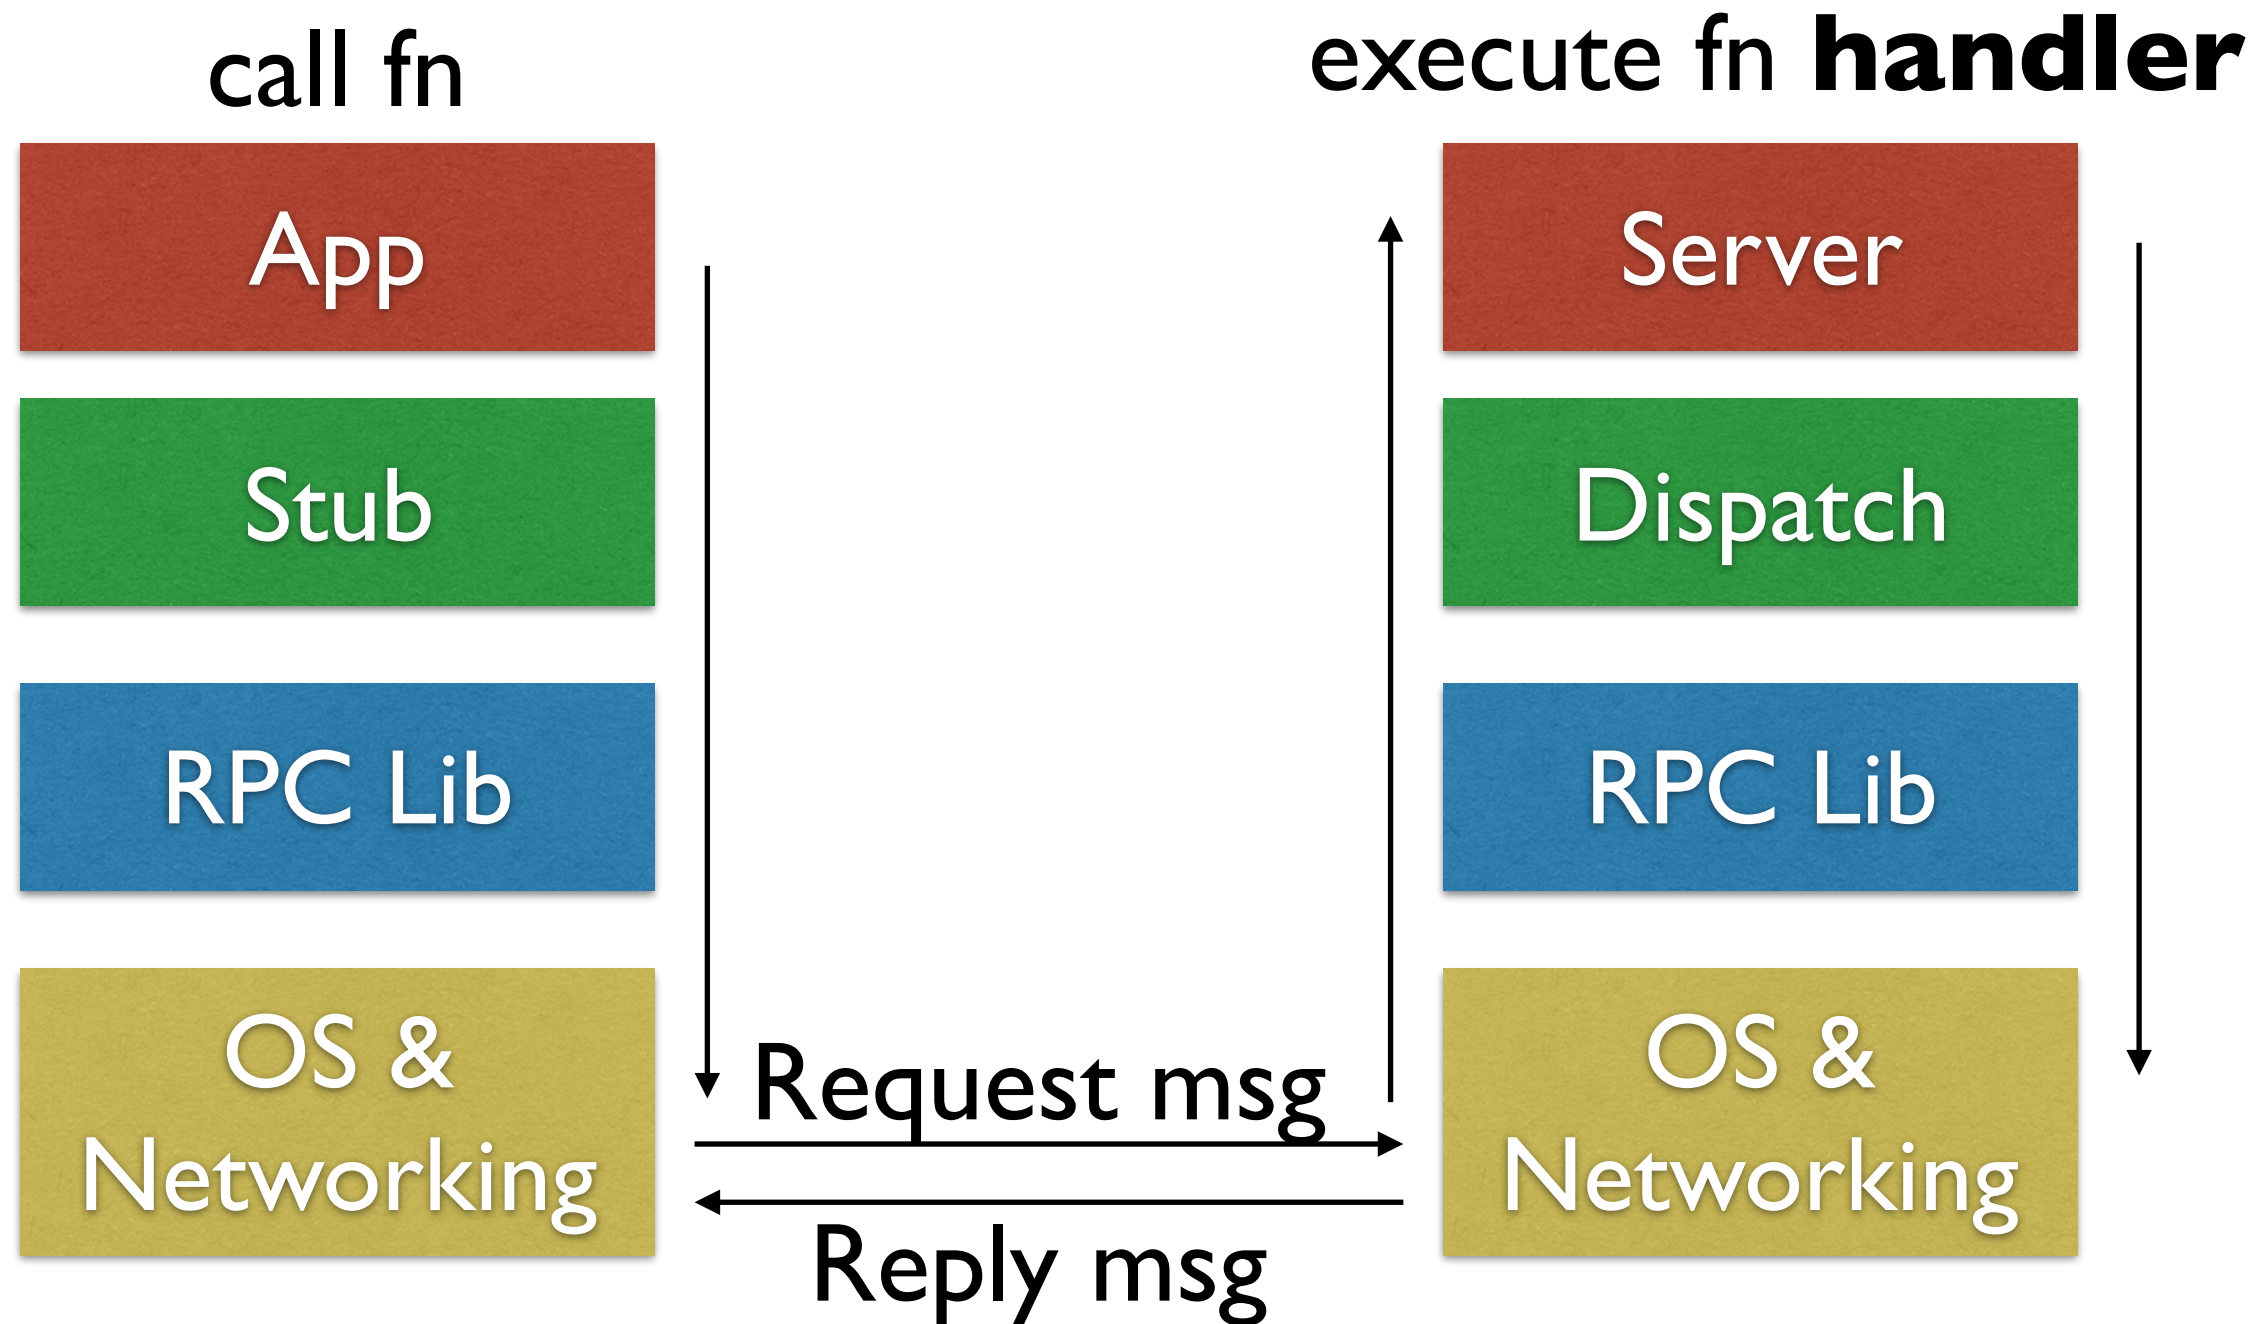 call fn
execute fn handler
App
Server
Stub
Dispatch
RPC Lib
RPC Lib
OS &
Networking
OS &
Networking
Request msg
Reply msg